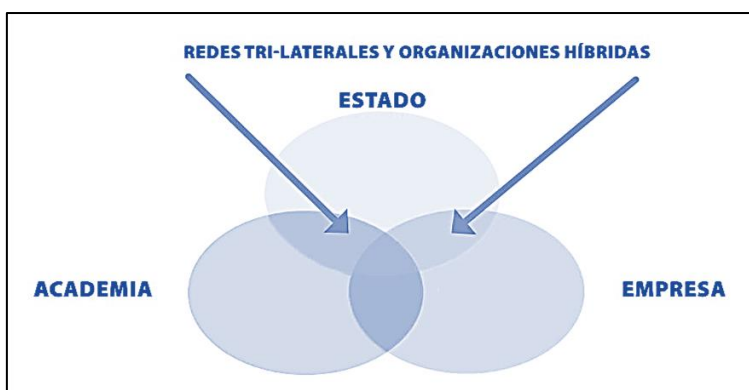 REDES TRI-LATERALES Y ORGANIZACIONES HÍBRIDAS
ESTADO
ACADEMIA
EMPRESA